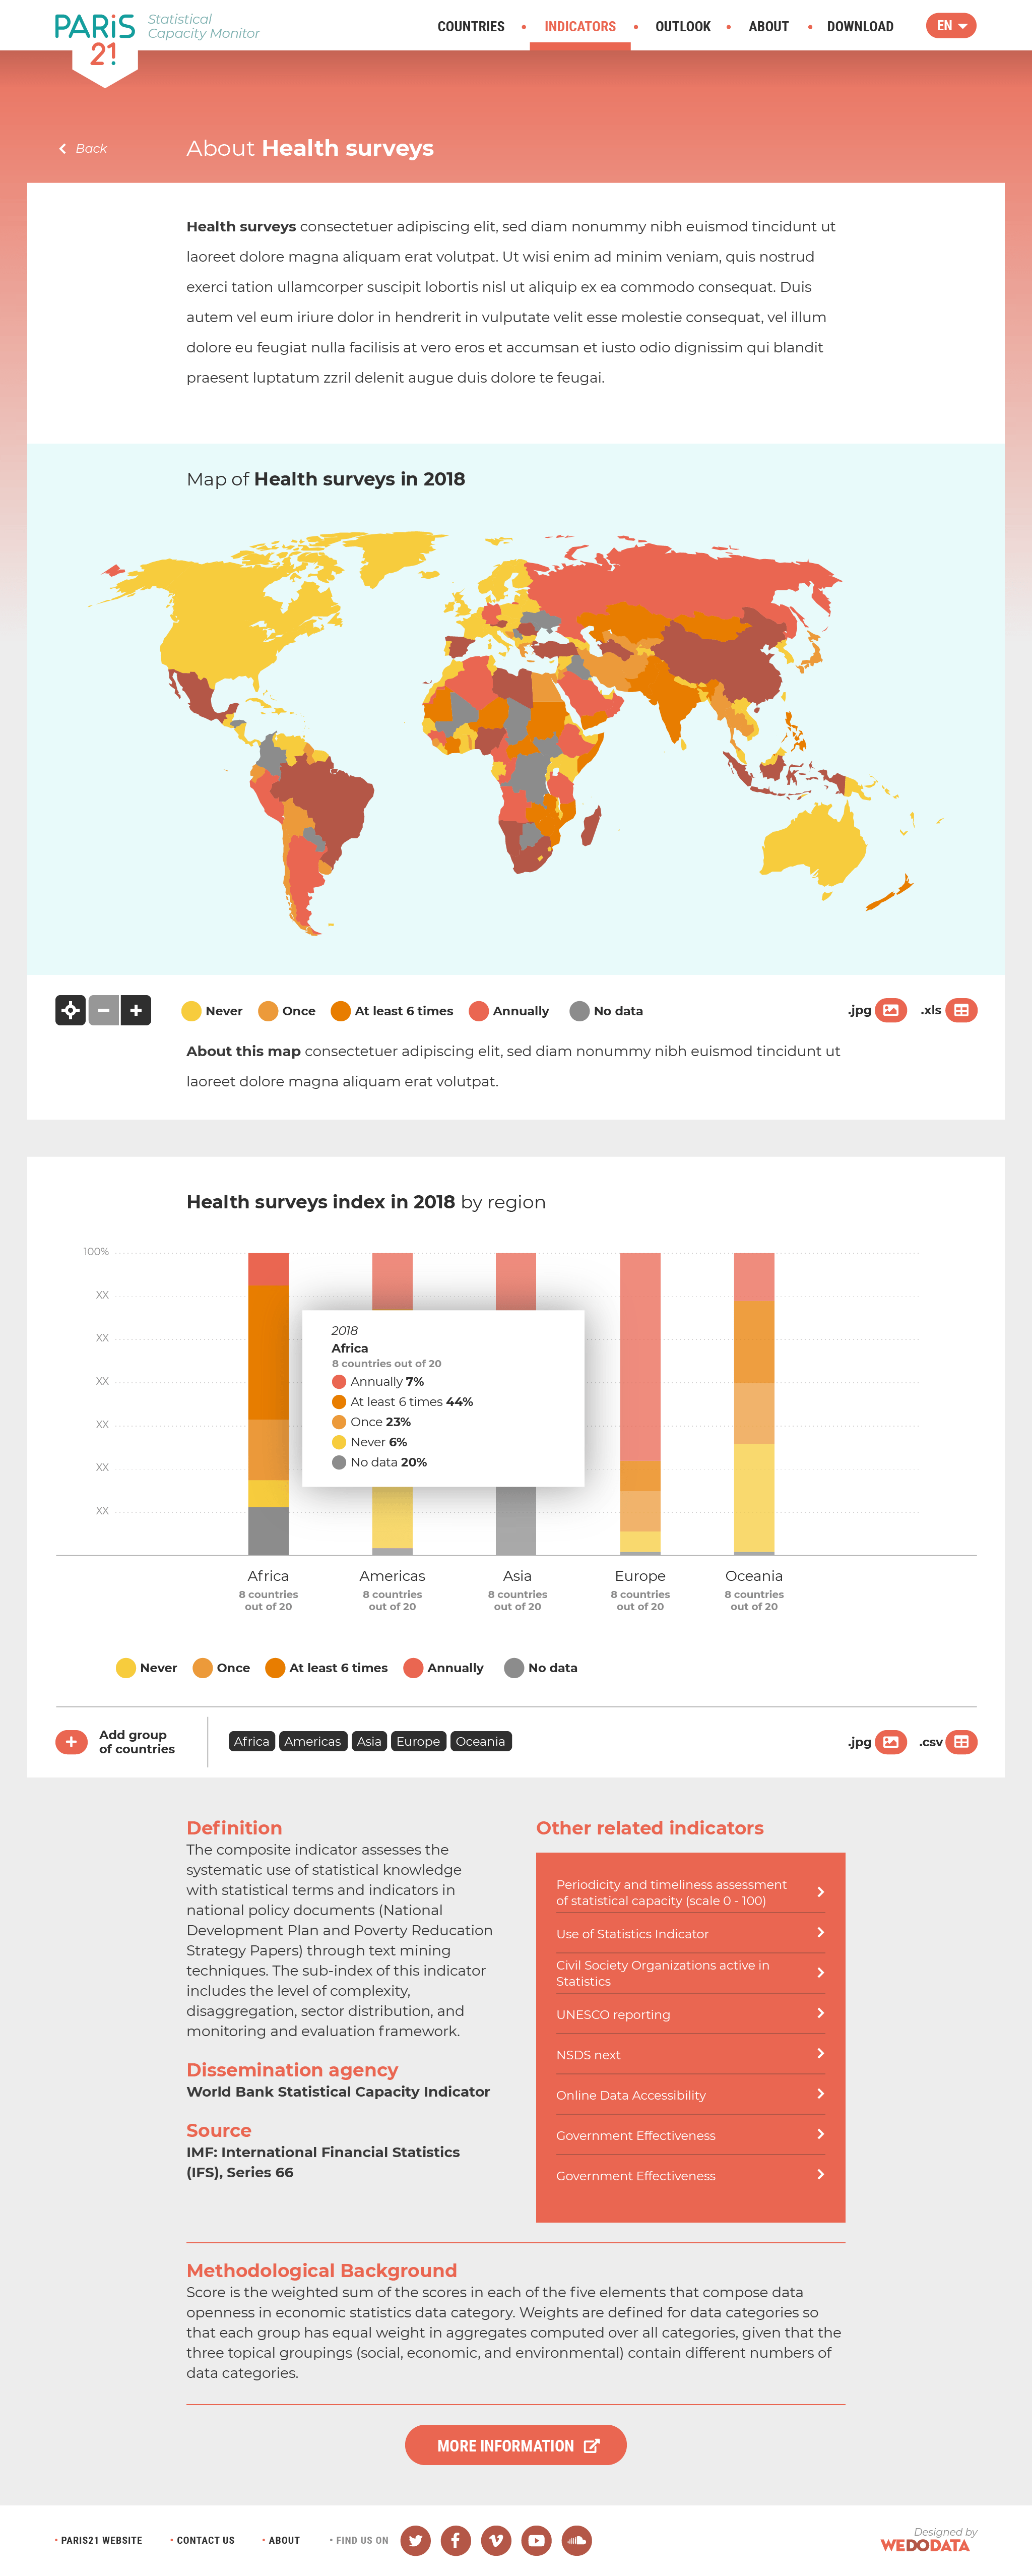 PARiS
21!
Statistical
Capacity Monitor
COUNTRIES • INDICATORS • OUTLOOK • ABOUT • DOWNLOAD
EN
Back
About Health surveys
Health surveys consectetuer adipiscing elit, sed diam nonummy nibh euismod tincidunt ut
laoreet dolore magna aliquam erat volutpat. Ut wisi enim ad minim veniam, quis nostrud
exerci tation ullamcorper suscipit lobortis nisl ut aliquip ex ea commodo consequat. Duis
autem vel eum iriure dolor in hendrerit in vulputate velit esse molestie consequat, vel illum
dolore eu feugiat nulla facilisis at vero eros et accumsan et iusto odio dignissim qui blandit
praesent luptatum zzril delenit augue duis dolore te feugai.
Map of Health surveys in 2018
Never Once At least 6 times Annually No data
.jpg .xls
About this map consectetuer adipiscing elit, sed diam nonummy nibh euismod tincidunt ut
laoreet dolore magna aliquam erat volutpat.
Health surveys index in 2018 by region
100%
XX
XX
XX
XX
XX
XX
2018
Africa
8 countries out of 20
Annually 7%
At least 6 times 44%
Once 23%
Never 6%
No data 20%
Africa Americas Asia Europe Oceania
8 countries 8 countries 8 countries 8 countries 8 countries
out of 20 out of 20 out of 20 out of 20 out of 20
Never Once At least 6 times Annually No data
Add group
of countries
Africa Americas Asia Europe Oceania
.jpg .csv
Definition
The composite indicator assesses the
systematic use of statistical knowledge
with statistical terms and indicators in
national policy documents (National
Development Plan and Poverty Reducation
Strategy Papers) through text mining
techniques. The sub-index of this indicator
includes the level of complexity,
disaggregation, sector distribution, and
monitoring and evaluation framework.
Dissemination agency
World Bank Statistical Capacity Indicator
Source
IMF: International Financial Statistics
(IFS), Series 66
Other related indicators
Periodicity and timeliness assessment
of statistical capacity (scale 0 - 100)
Use of Statistics Indicator
Civil Society Organizations active in
Statistics
UNESCO reporting
NSDS next
Online Data Accessibility
Government Effectiveness
Government Effectiveness
Methodological Background
Score is the weighted sum of the scores in each of the five elements that compose data
openness in economic statistics data category. Weights are defined for data categories so
that each group has equal weight in aggregates computed over all categories, given that the
three topical groupings (social, economic, and environmental) contain different numbers of
data categories.
MORE INFORMATION
• PARIS21 WEBSITE • CONTACT US • ABOUT • FIND US ON
Designed by
WEDODATA